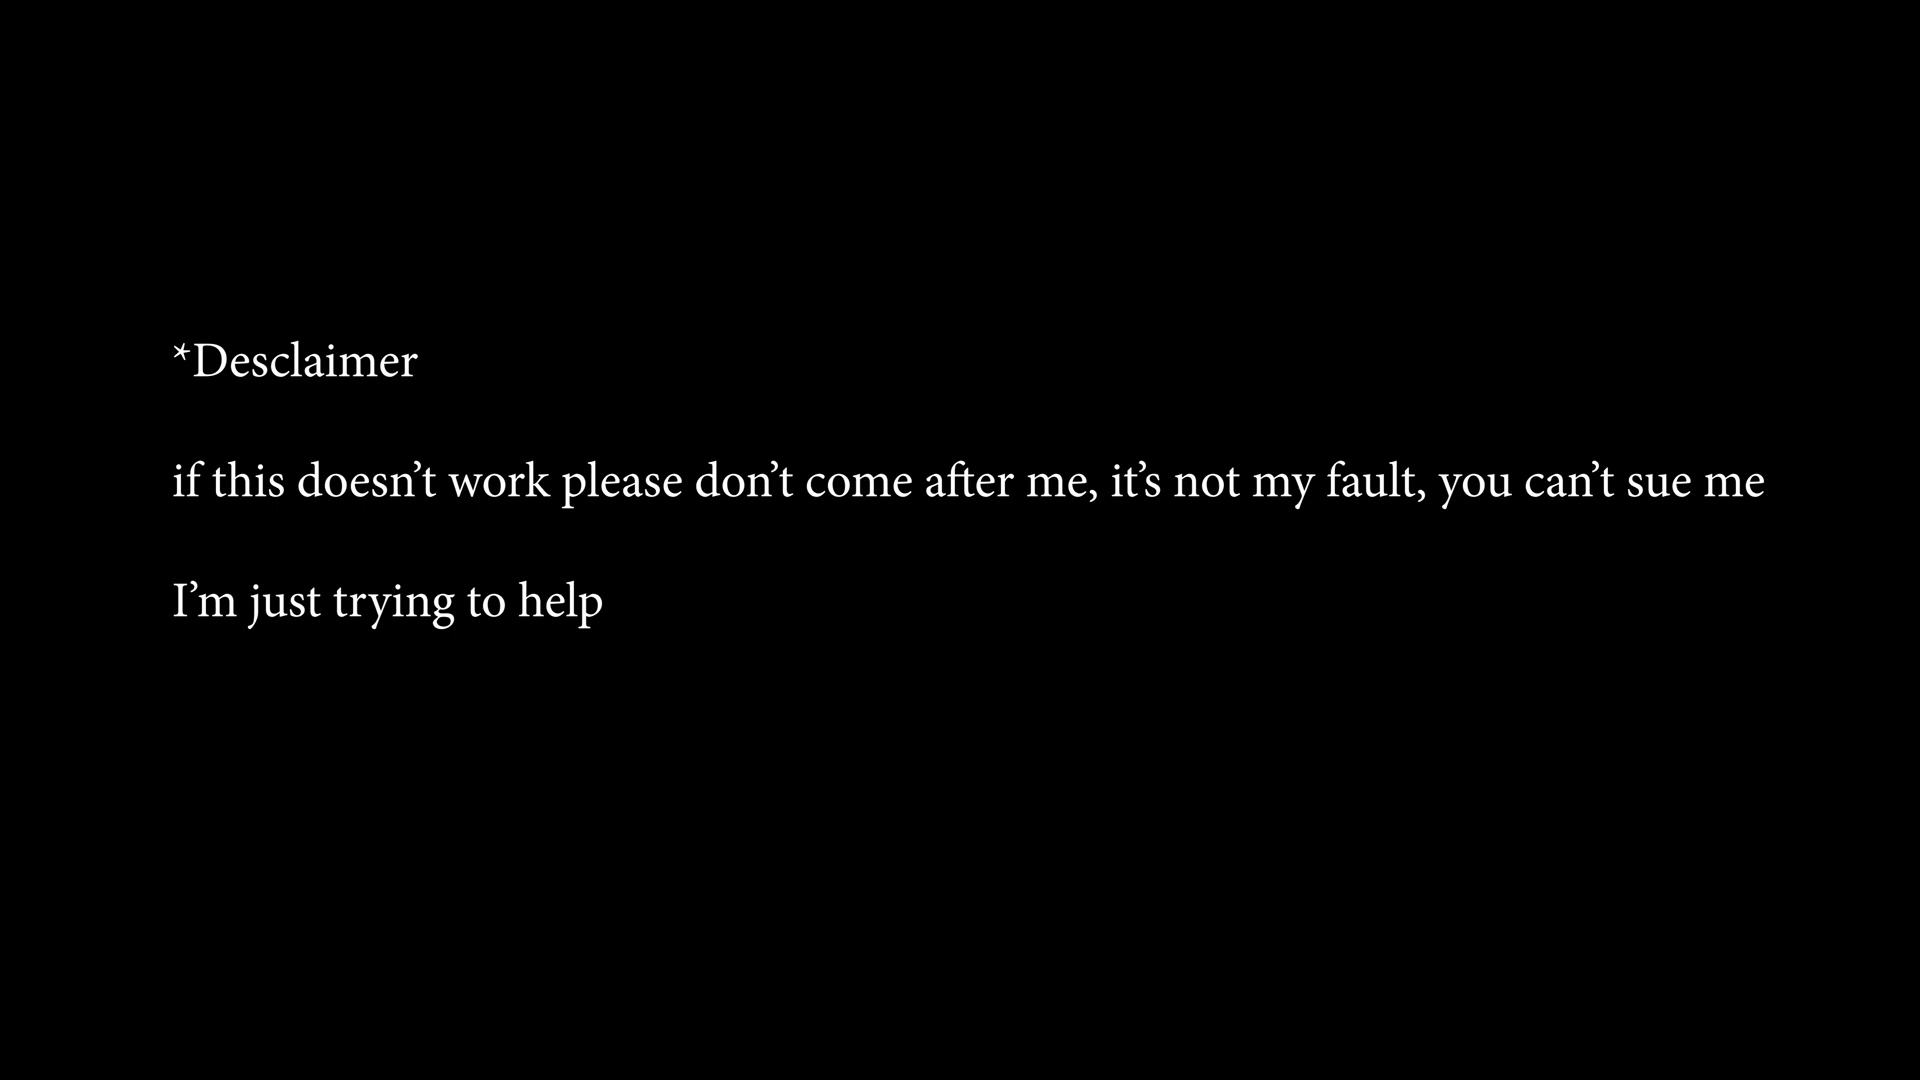 *Desclaimer
if this doesn’t work please don’t come after me, it’s not my fault, you can’t sue me
I’m just trying to help